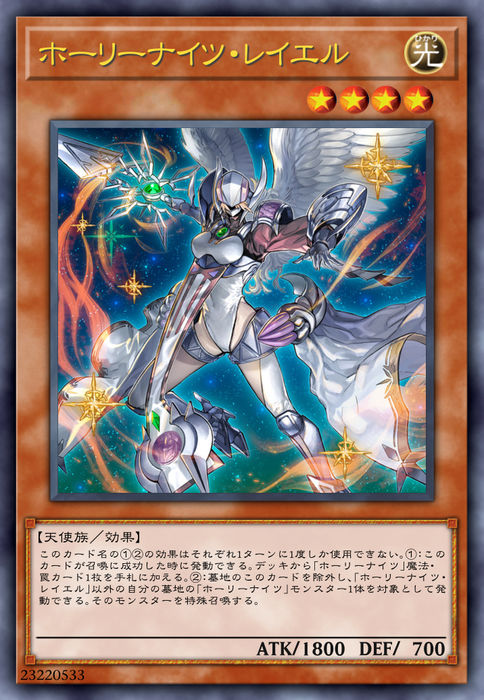 ホーリーナイツ・レイエル
ひかり
光
【天使族/効果】
このカード名の①②の効果はそれぞれ1ターンに1度しか使用できない。①:この
カードが召喚に成功した時に発動できる。デッキから「ホーリーナイツ」魔法・
罠カード1枚を手札に加える。②:墓地のこのカードを除外し、「ホーリーナイツ・
レイエル」以外の自分の墓地の「ホーリーナイツ」モンスター1体を対象として発
動できる。そのモンスターを特殊召喚する。
ATK/1800 DEF/ 700
23220533